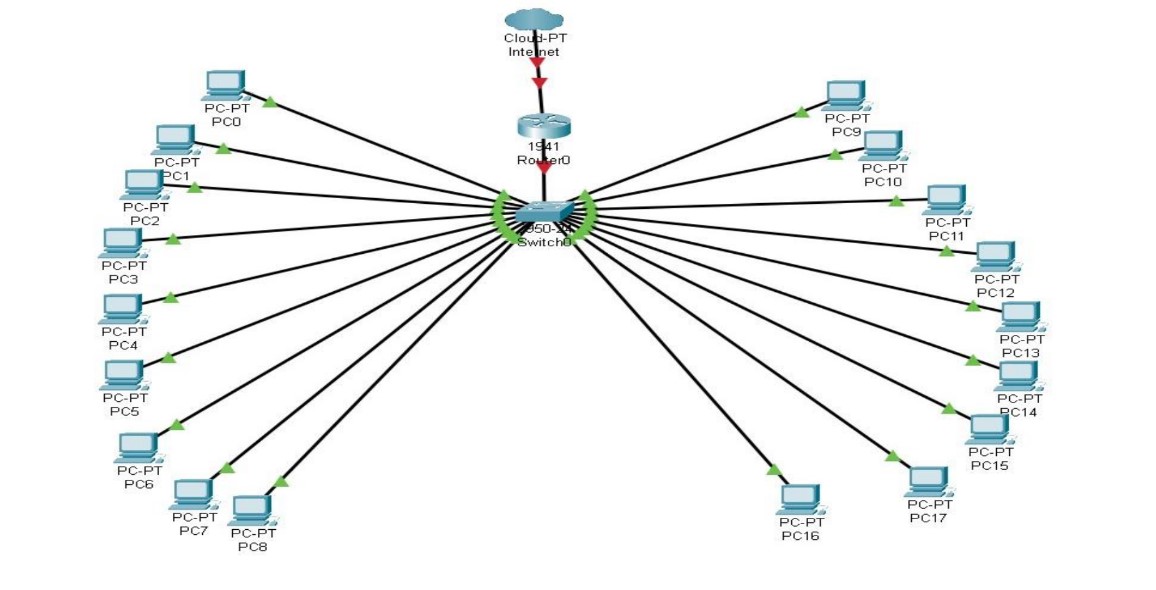 Cloud-PT
Internet
PC-PT
PC0
PC-PT
PC1
PC-PT
PC2
PC-PT
PC3
PC-PT
PC4
PC-PT
PC5
PC-PT
PC6
PC-PT
PC7
PC-PT
PC8
1941
Router0
950-24
Switch0
PC-PT
PC9
PC-PT
PC10
PC-PT
PC11
PC-PT
PC12
PC-PT
PC13
PC-PT
PC14
PC-PT
PC15
PC-PT
PC17
PC-PT
PC16